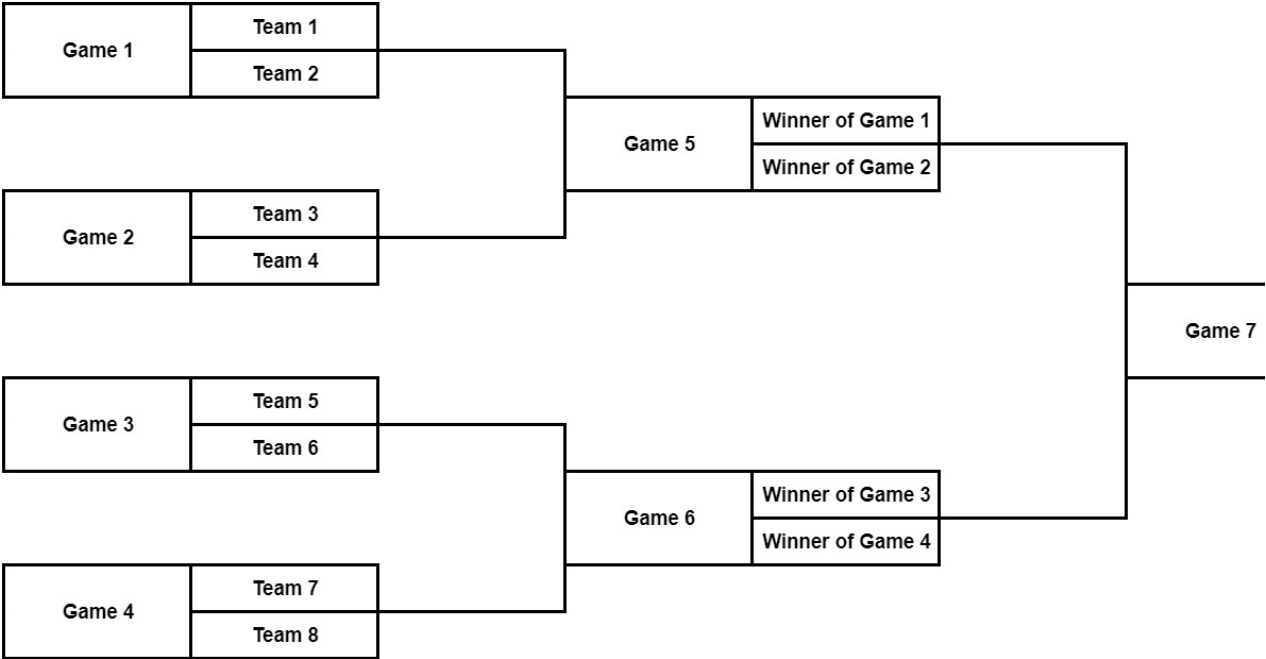 Game 1
Team 1
Team 2
Game 2
Team 3
Team 4
Game 3
Team 5
Team 6
Game 4
Team 7
Team 8
Game 5
Winner of Game 1
Winner of Game 2
Game 6
Winner of Game 3
Winner of Game 4
Game 7